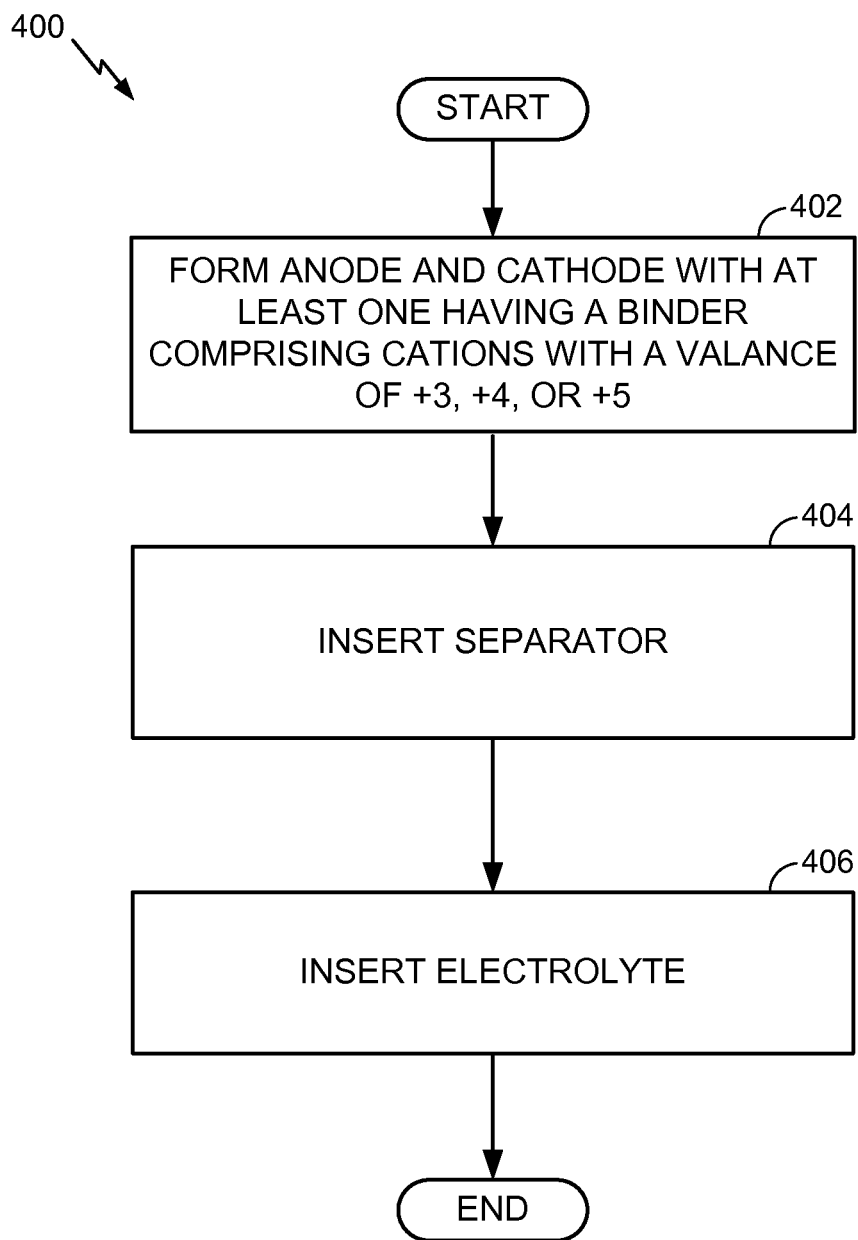 400
START
402
FORM ANODE AND CATHODE WITH AT
LEAST ONE HAVING A BINDER
COMPRISING CATIONS WITH A VALANCE
OF +3, +4, OR +5
404
INSERT SEPARATOR
406
INSERT ELECTROLYTE
END